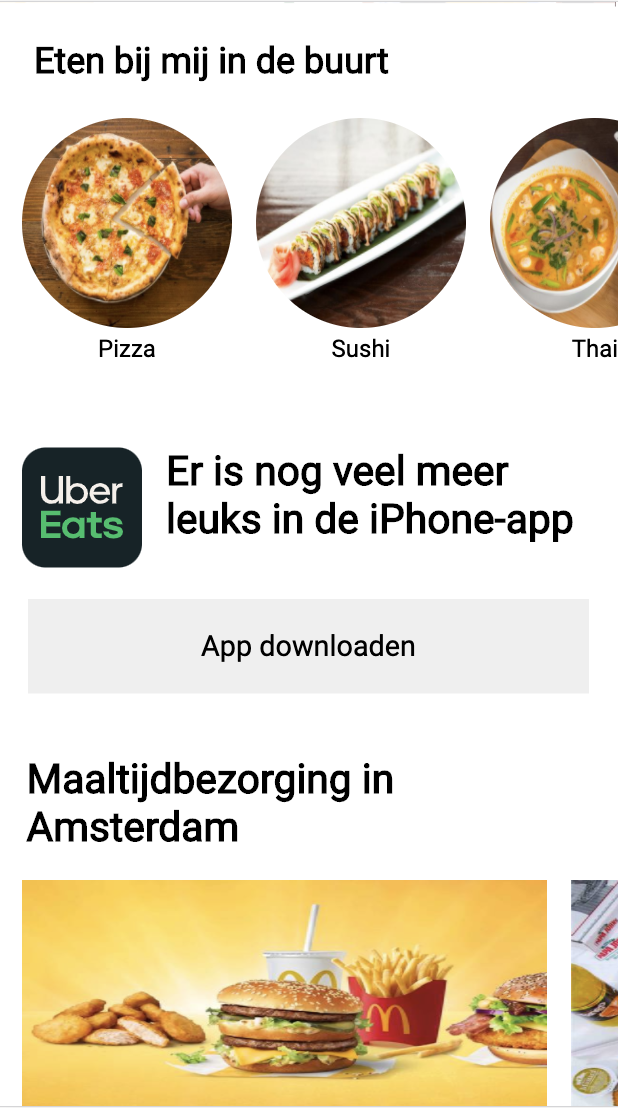 Eten bij mij in de buurt
Pizza
Sushi
Thai
Uber
Eats
Er is nog veel meer
leuks in de iPhone-app
App downloaden
Maaltijdbezorging in
Amsterdam